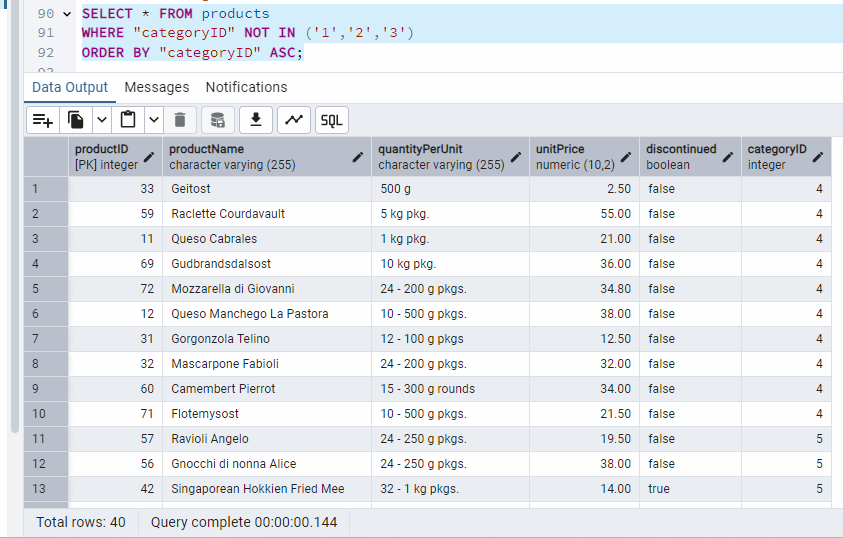 90 SELECT * FROM products
91 WHERE "categoryID" NOT IN ('1','2','3')
92 ORDER BY "categoryID" ASC;
Data Output Messages Notifications
SQL
productID productName quantityPerUnit unitPrice discontinued categoryID
[PK] integer character varying (255) character varying (255) numeric (10,2) boolean integer
1 33 Geitost 500 g 2.50 false 4
2 59 Raclette Courdavault 5 kg pkg. 55.00 false 4
3 11 Queso Cabrales 1 kg pkg. 21.00 false 4
4 69 Gudbrandsdalsost 10 kg pkg. 36.00 false 4
5 72 Mozzarella di Giovanni 24 - 200 g pkgs. 34.80 false 4
6 12 Queso Manchego La Pastora 10 - 500 g pkgs. 38.00 false 4
7 31 Gorgonzola Telino 12 - 100 g pkgs 12.50 false 4
8 32 Mascarpone Fabioli 24 - 200 g pkgs. 32.00 false 4
9 60 Camembert Pierrot 15 - 300 g rounds 34.00 false 4
10 71 Flotemysost 10 - 500 g pkgs. 21.50 false 4
11 57 Ravioli Angelo 24 - 250 g pkgs. 19.50 false 5
12 56 Gnocchi di nonna Alice 24 - 250 g pkgs. 38.00 false 5
13 42 Singaporean Hokkien Fried Mee 32 - 1 kg pkgs. 14.00 true 5
Total rows: 40 Query complete 00:00:00.144